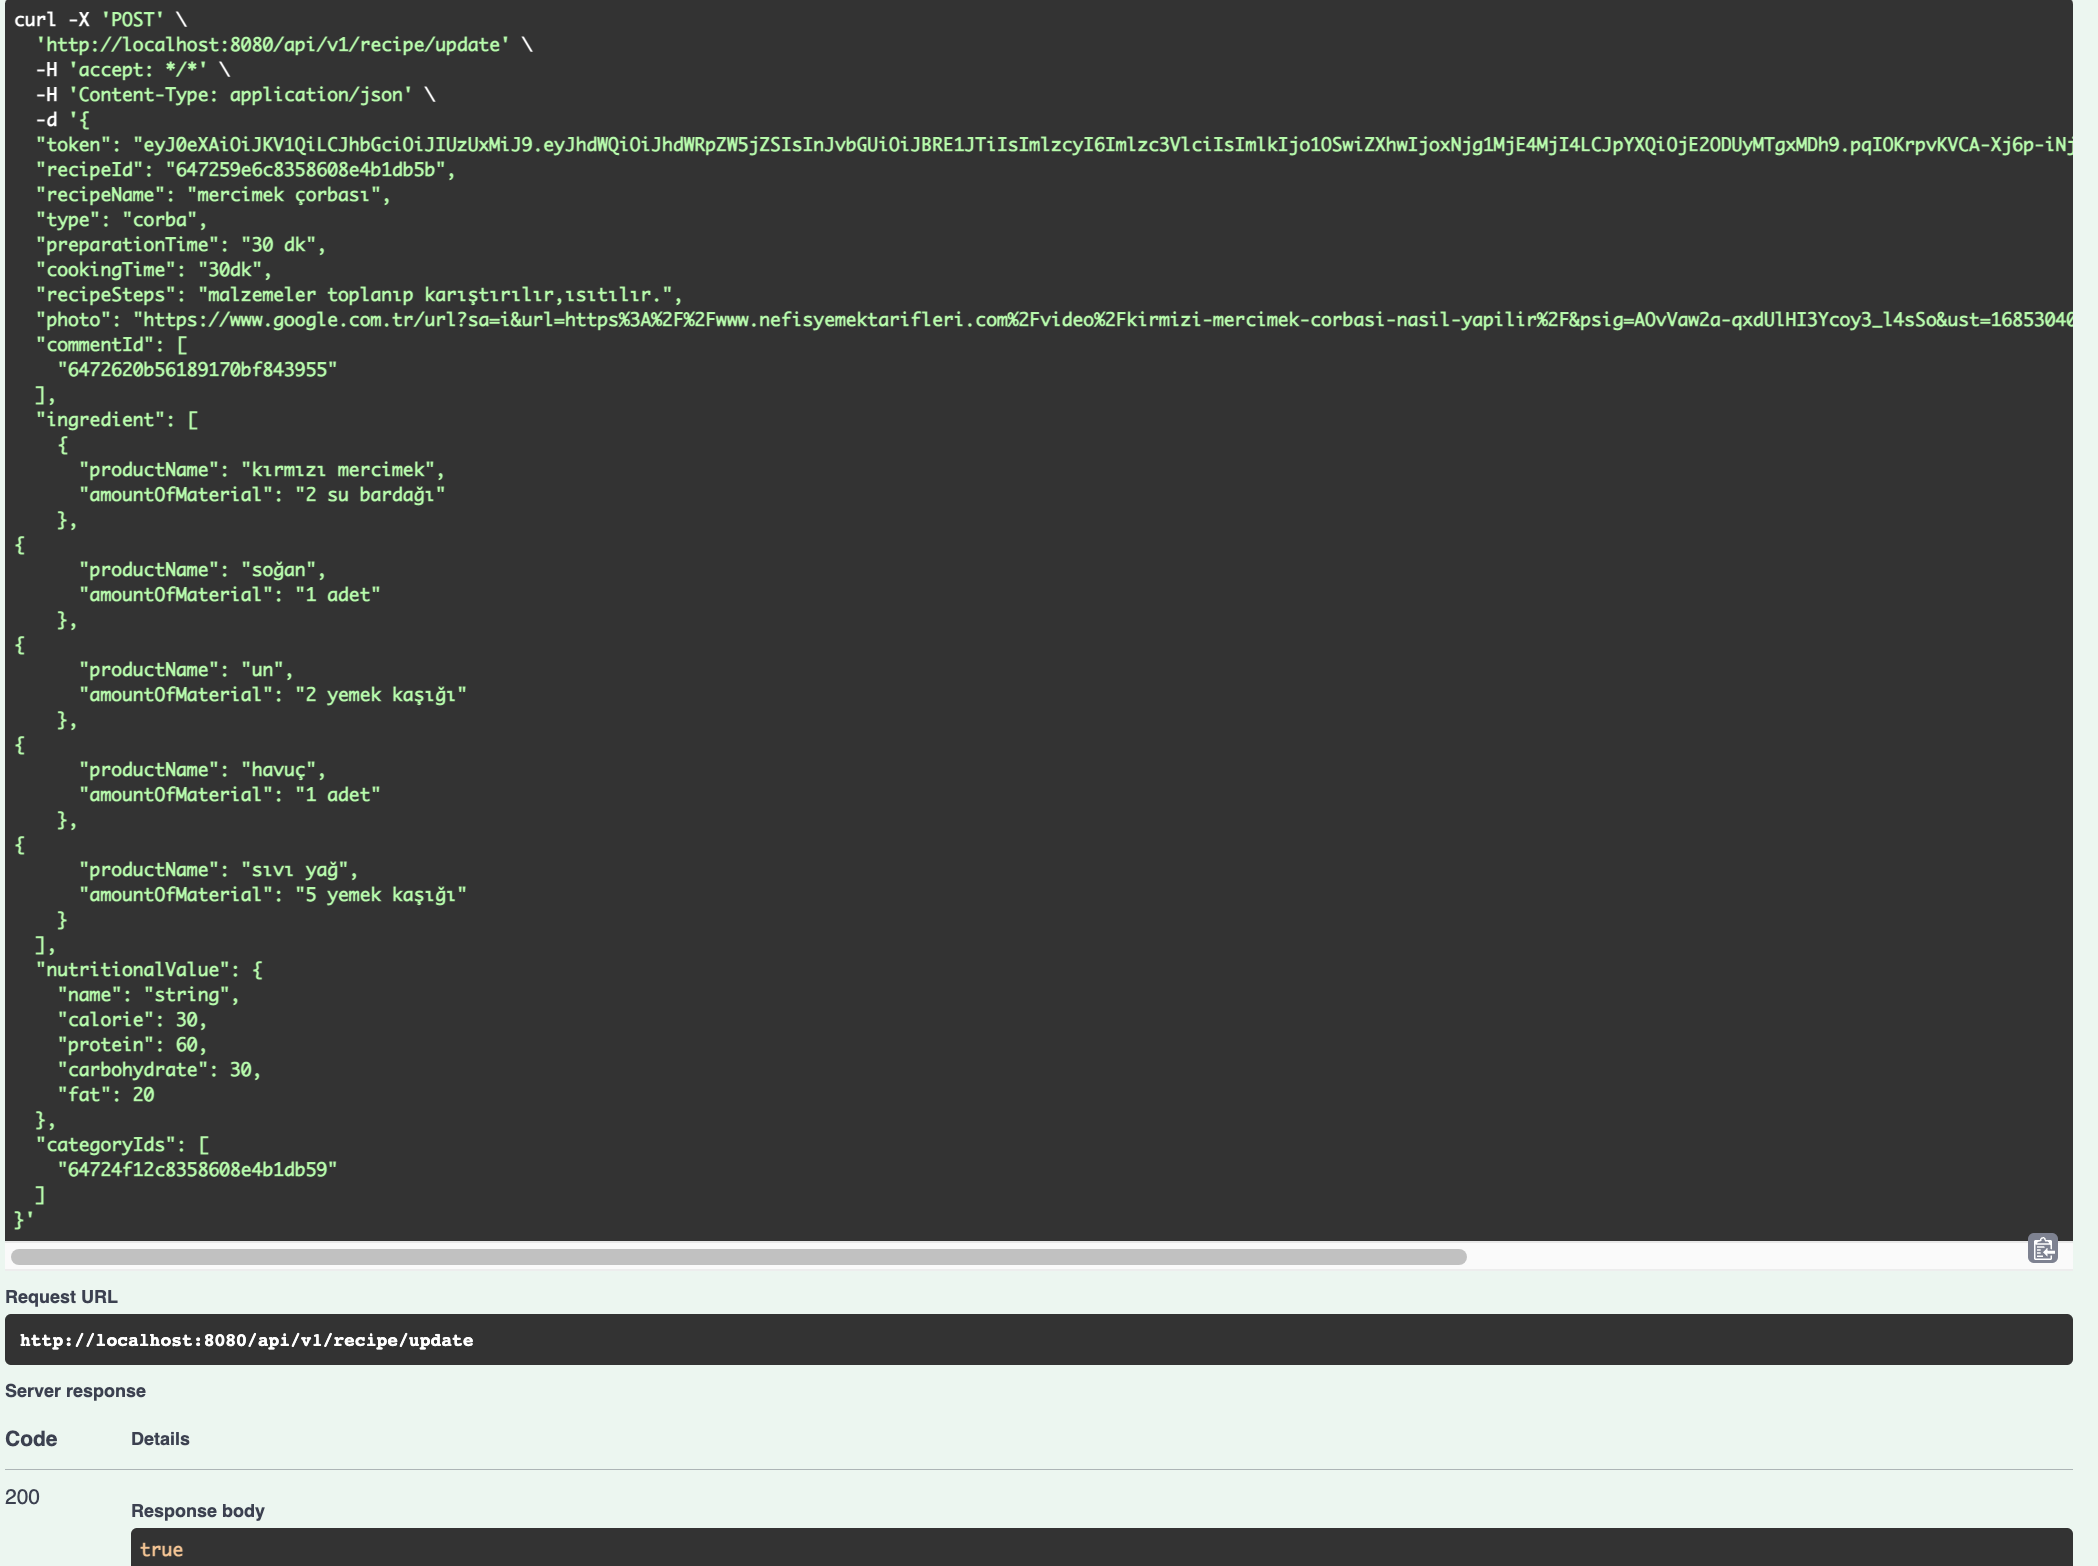 curl -X 'POST' \
'http://localhost:8080/api/v1/recipe/update' \
-H 'accept: */*' \
-H 'Content-Type: application/json' \
-d '{
"token": "eyJ0eXAiOiJKV1QiLCJhbGciOiJIUzUxMiJ9.eyJhdWQiOiJhdWRpZW5jZSIsInJvbGUiOiJBRE1JTiIsImlzcyI6Imlzc3VlciIsImlkIjo1OSwiZXhwIjoxNjg1MjE4MjI4LCJpYXQiOjE2ODUyMTgxMDh9.pqIOKrpvKVCA-Xj6p-iNj
"recipeId": "647259e6c8358608e4b1db5b",
"recipeName": "mercimek çorbası",
"type": "corba",
"preparationTime": "30 dk",
"cookingTime": "30dk",
"recipeSteps": "malzemeler toplanıp karıştırılır,ısıtılır.",
"photo": "https://www.google.com.tr/url?sa=i&url=https%3A%2F%2Fwww.nefisyemektarifleri.com%2Fvideo%2Fkirmizi-mercimek-corbasi-nasil-yapilir%2F&psig=AOvVaw2a-qxdUlHI3Ycoy3_l4sSo&ust=16853040
"commentId": [
"6472620b56189170bf843955"
],
"ingredient": [
{
"productName": "kırmızı mercimek",
"amountOfMaterial": "2 su bardağı"
},
{
"productName": "soğan",
"amountOfMaterial": "1 adet"
},
{
"productName": "un",
"amountOfMaterial": "2 yemek kaşığı"
},
{
"productName": "havuç",
"amountOfMaterial": "1 adet"
},
{
"productName": "sıvı yağ",
"amountOfMaterial": "5 yemek kaşığı"
}
],
"nutritionalValue": {
"name": "string",
"calorie": 30,
"protein": 60,
"carbohydrate": 30,
"fat": 20
},
"categoryIds": [
"64724f12c8358608e4b1db59"
]
}'
Request URL
http://localhost:8080/api/v1/recipe/update
Server response
Code Details
200
Response body
true